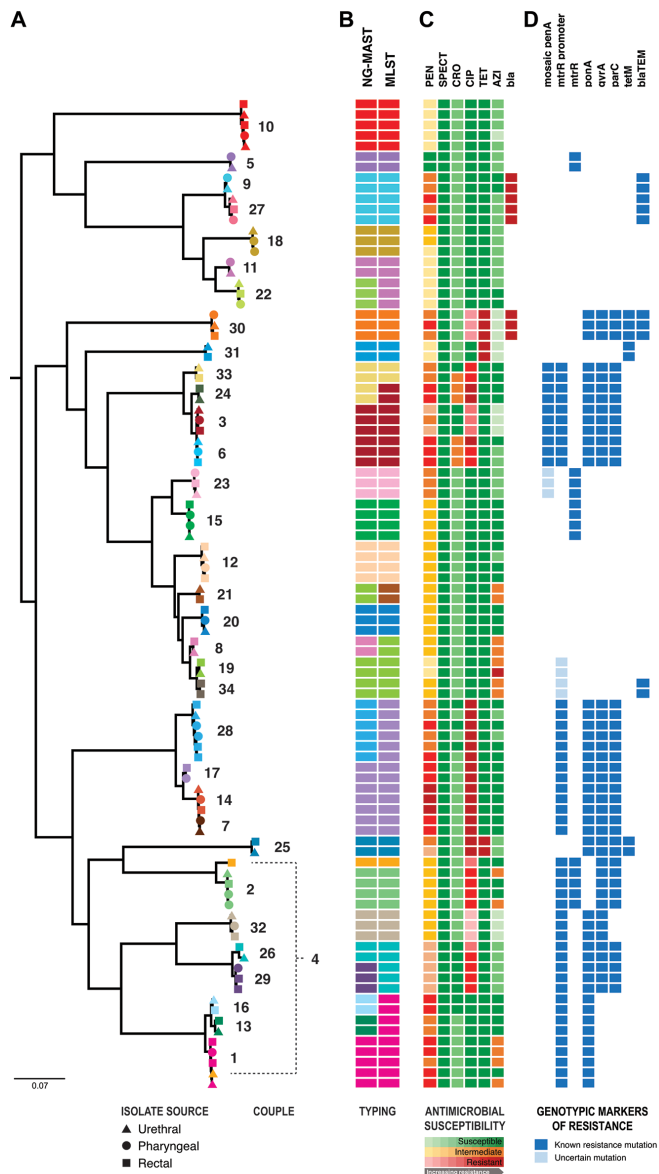 A
B
C
D
NG-MAST
MLST
PEN
SPECT
CRO
CIP
TET
AZI
bla
mosaic penA
mtrR promoter
mtrR
ponA
gyrA
parC
tetM
blaTEM
10
5
9
27
18
11
22
30
31
33
24
3
6
23
15
12
21
20
8
19
34
28
17
14
7
25
2
32
4
26
29
16
13
1
0.07
ISOLATE SOURCE
Urethral
Pharyngeal
Rectal
COUPLE
TYPING
ANTIMICROBIAL
SUSCEPTIBILITY
Susceptible
Intermediate
Resistant
Increasing resistance
GENOTYPIC MARKERS
OF RESISTANCE
Known resistance mutation
Uncertain mutation